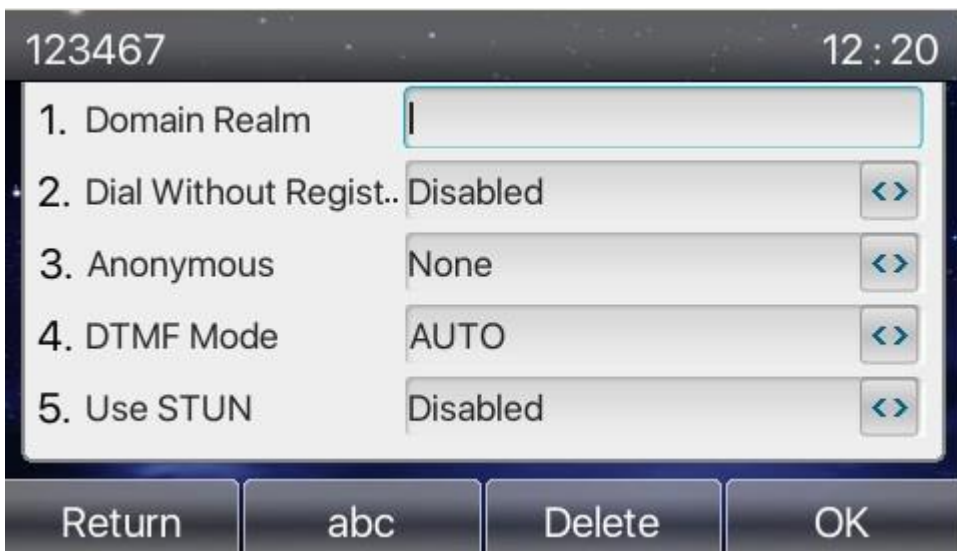 123467 12:20
1. Domain Realm
2. Dial Without Regist.. Disabled
3. Anonymous None
4. DTMF Mode AUTO
5. Use STUN Disabled
Return abc Delete OK